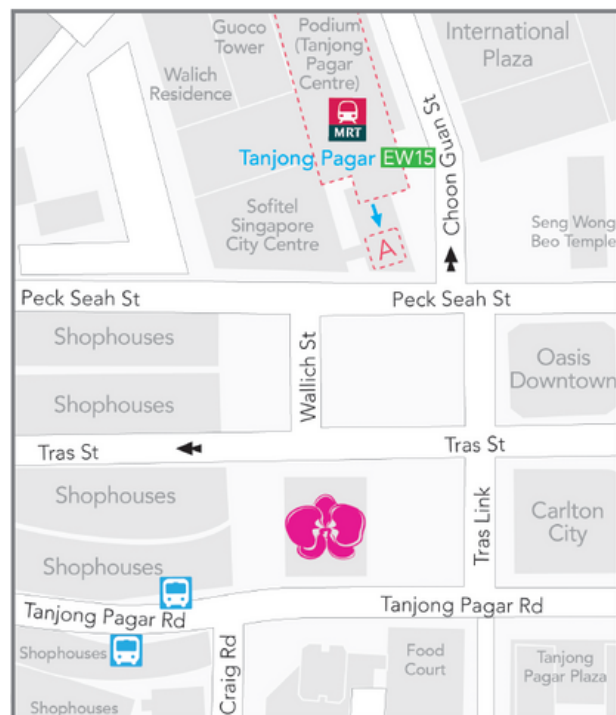 Guoco
Tower
Podium
(Tanjong
Pagar
Centre)
International
Plaza
Walich
Residence
MRT
Tanjong Pagar EW15
Choon Guan St
Sofitel
Singapore
City Centre
A
Seng Wong
Beo Temple
Peck Seah St
Peck Seah St
Shophouses
Wallich St
Oasis
Downtown
Shophouses
Tras St
Tras St
Shophouses
Tras Link
Carlton
City
Shophouses
Tanjong Pagar Rd
Tanjong Pagar Rd
Shophouses
Craig Rd
Food
Court
Tanjong
Pagar Plaza
Shophouses